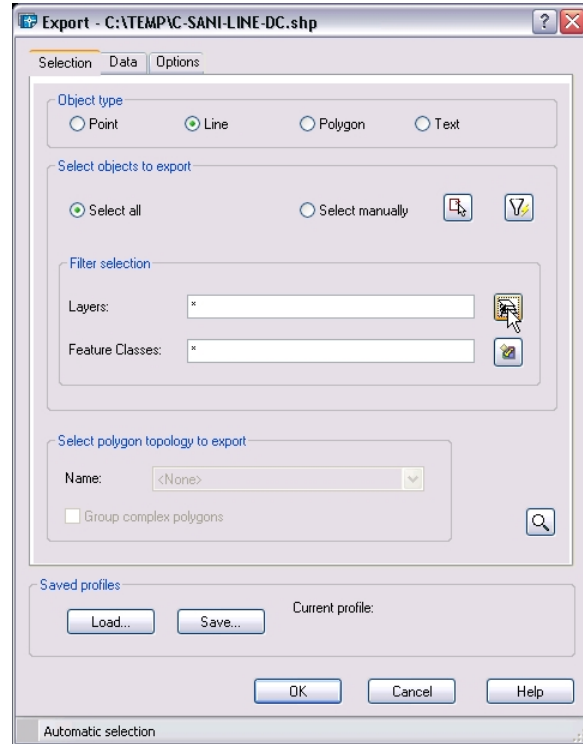 Export - C:\TEMP\C-SANI-LINE-DC.shp
Selection Data Options
Object type
Point Line Polygon Text
Select objects to export
Select all Select manually
Filter selection
Layers: *
Feature Classes: *
Select polygon topology to export
Name: <None>
Group complex polygons
Saved profiles
Load... Save... Current profile:
OK Cancel Help
Automatic selection